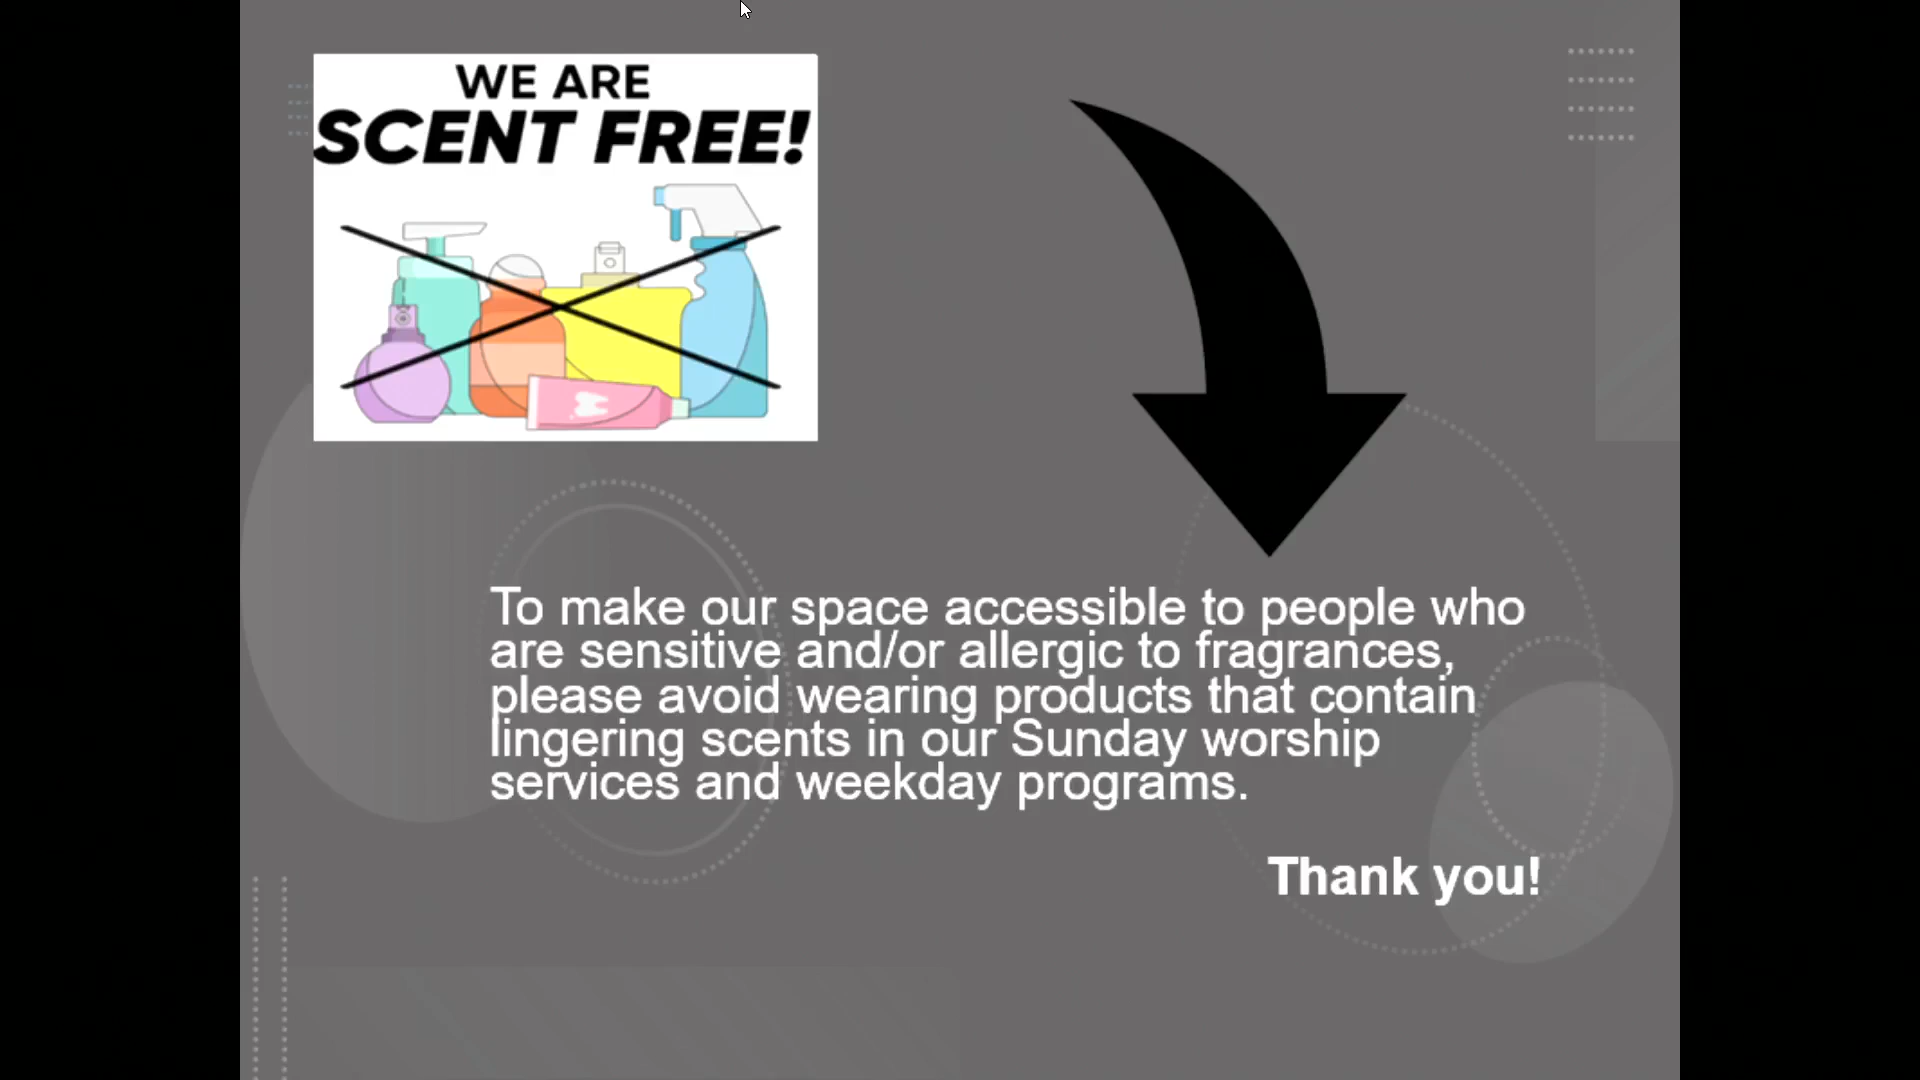 WE ARE
SCENT FREE!
To make our space accessible to people who
are sensitive and/or allergic to fragrances,
please avoid wearing products that contain
lingering scents in our Sunday worship
services and weekday programs.
Thank you!